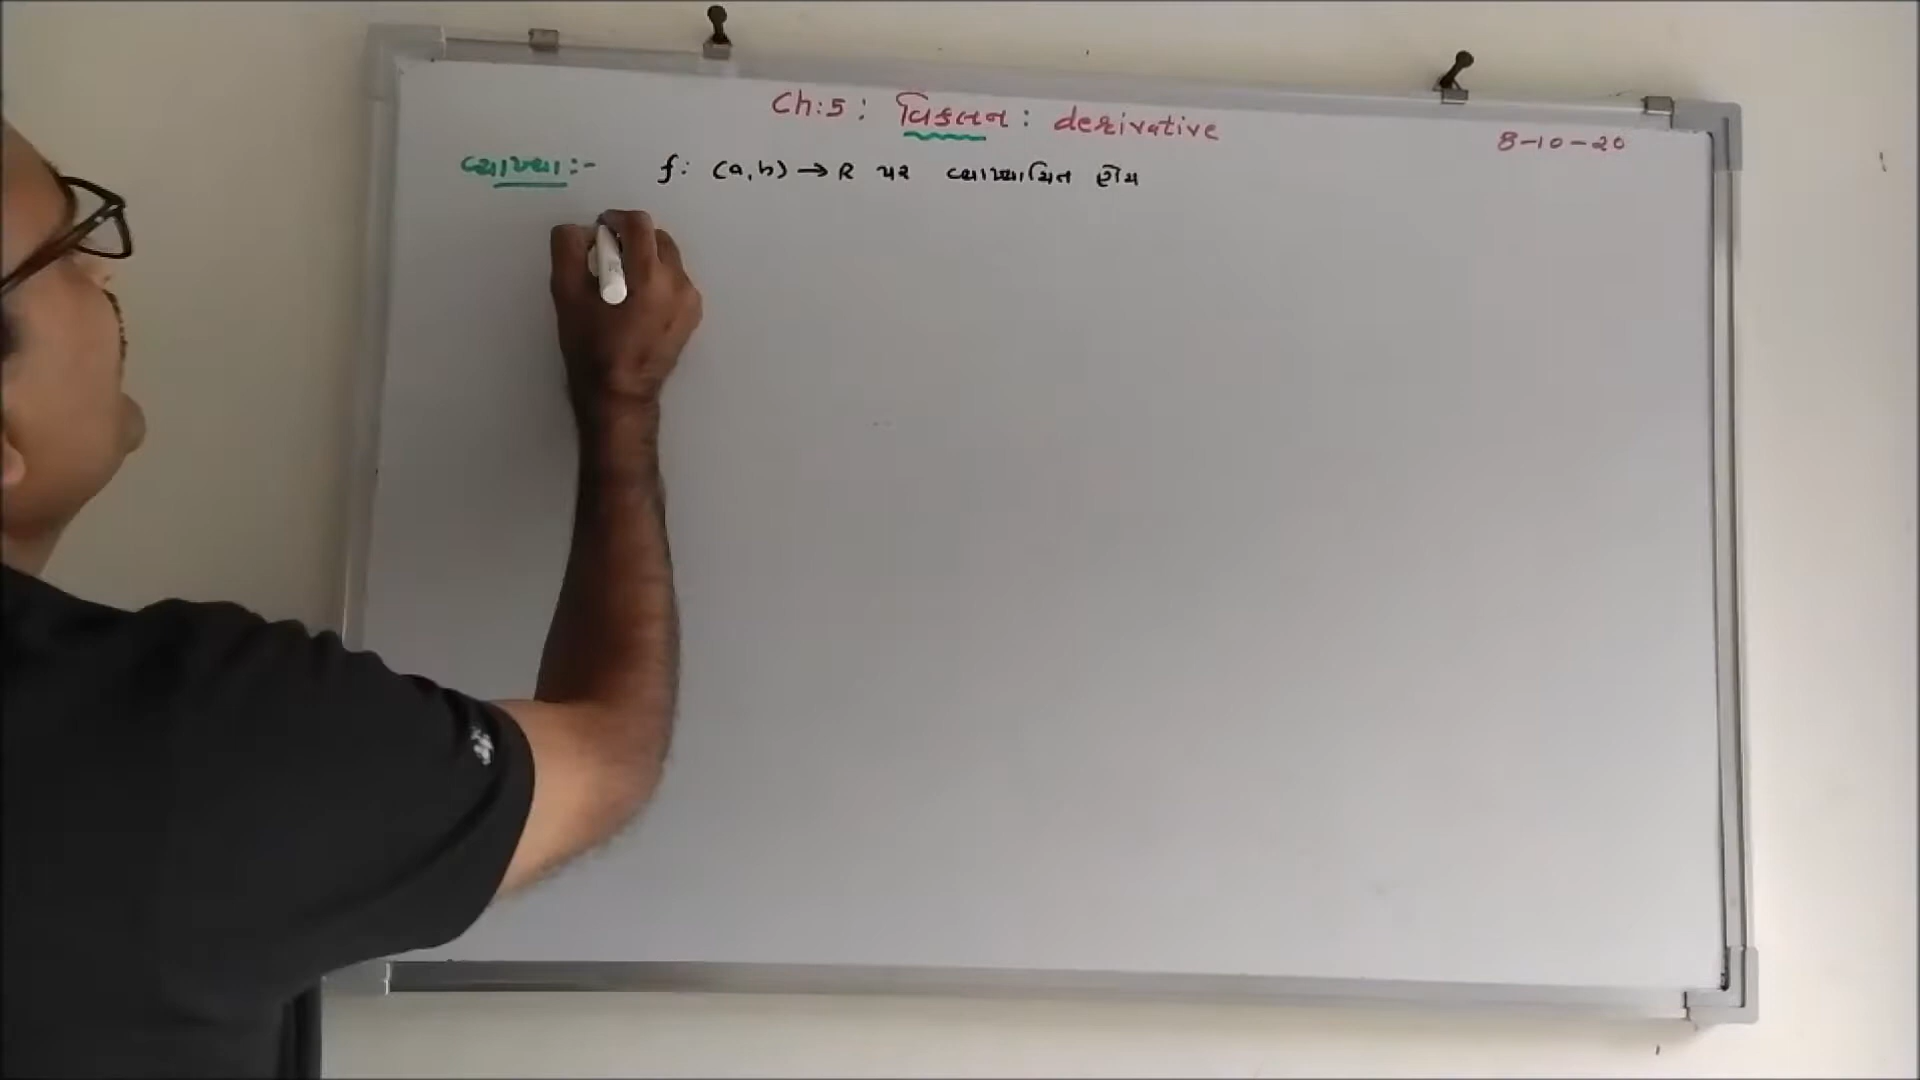 Ch:5: વિકલન: derivative
8-10-20
વ્યાખ્યા:- f: (a,b) → R પર વ્યાખ્યાયિત હોય